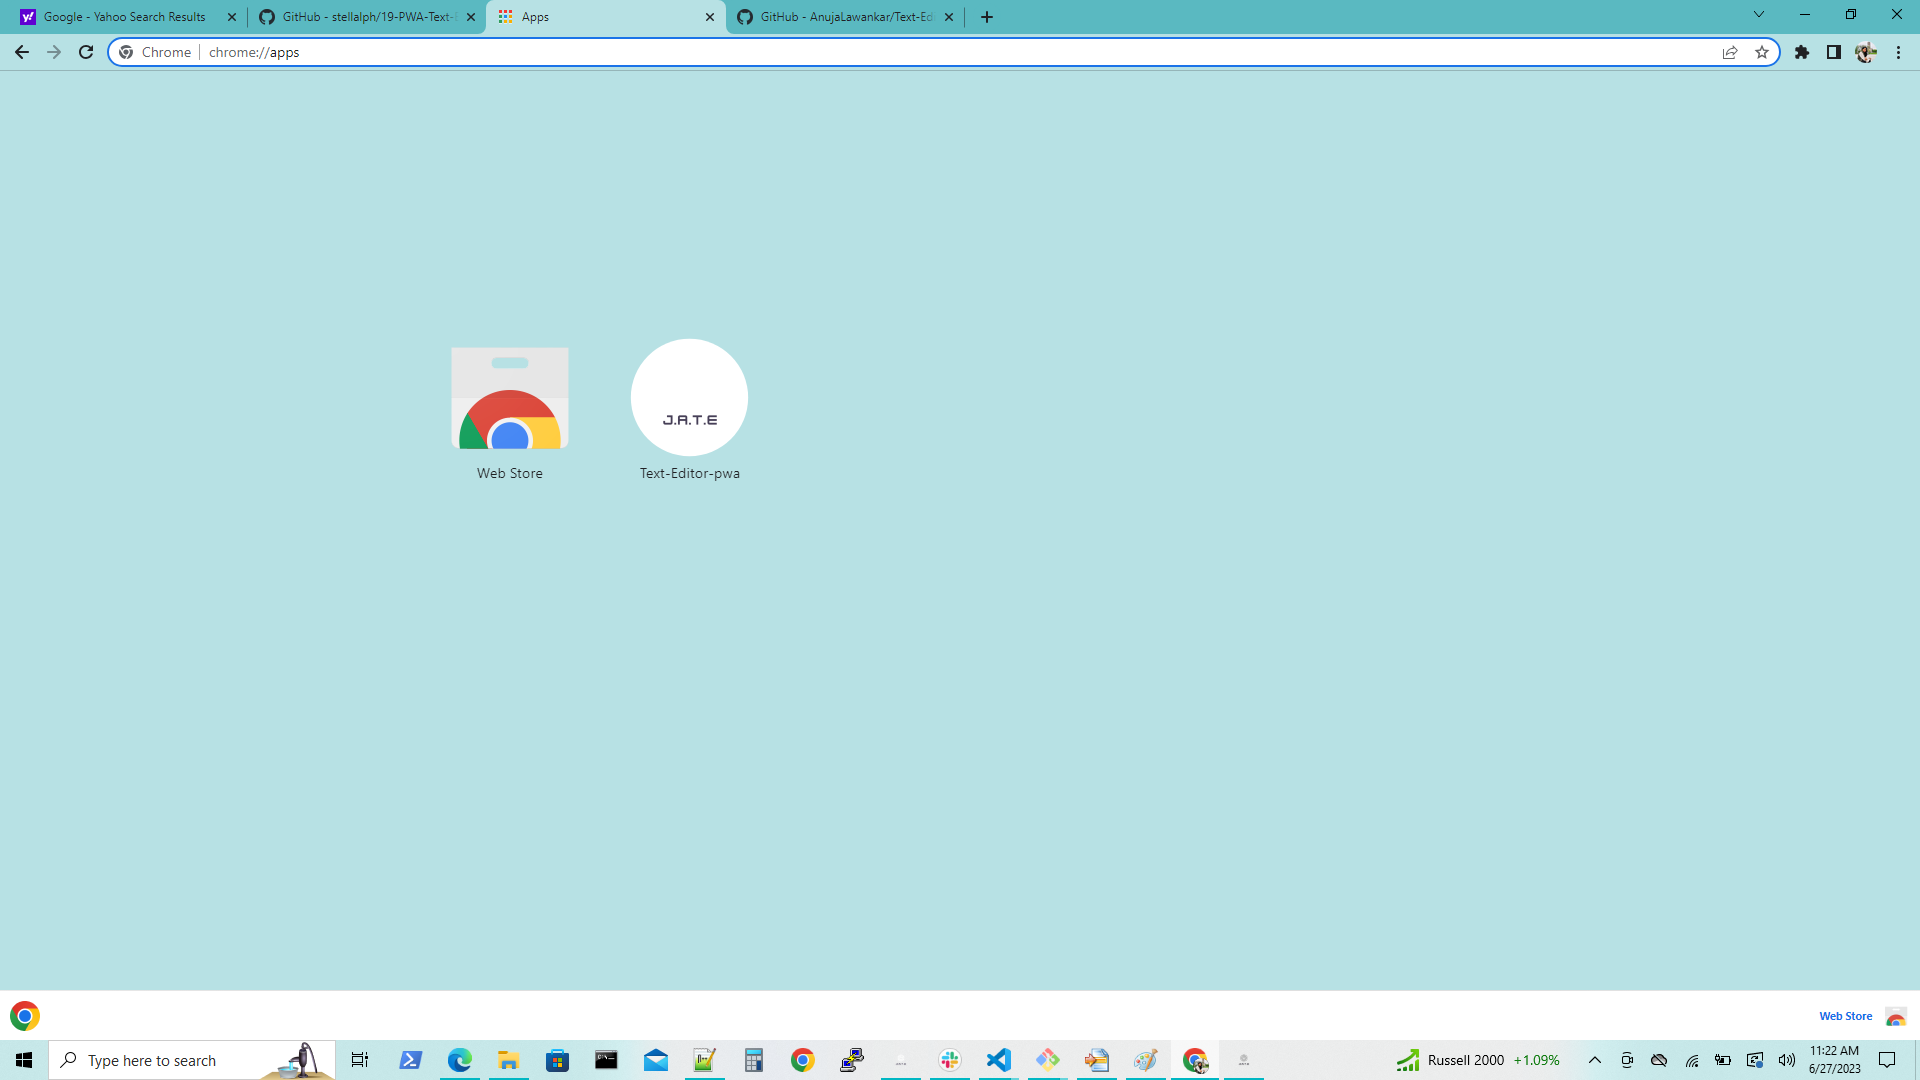 Google - Yahoo Search Results
GitHub - stellalph/19-PWA-Text-E
Apps
GitHub - AnujaLawankar/Text-Ed
Chrome
chrome://apps
J.A.T.E
Web Store
Text-Editor-pwa
Web Store
Type here to search
Russell 2000 +1.09%
11:22 AM
6/27/2023